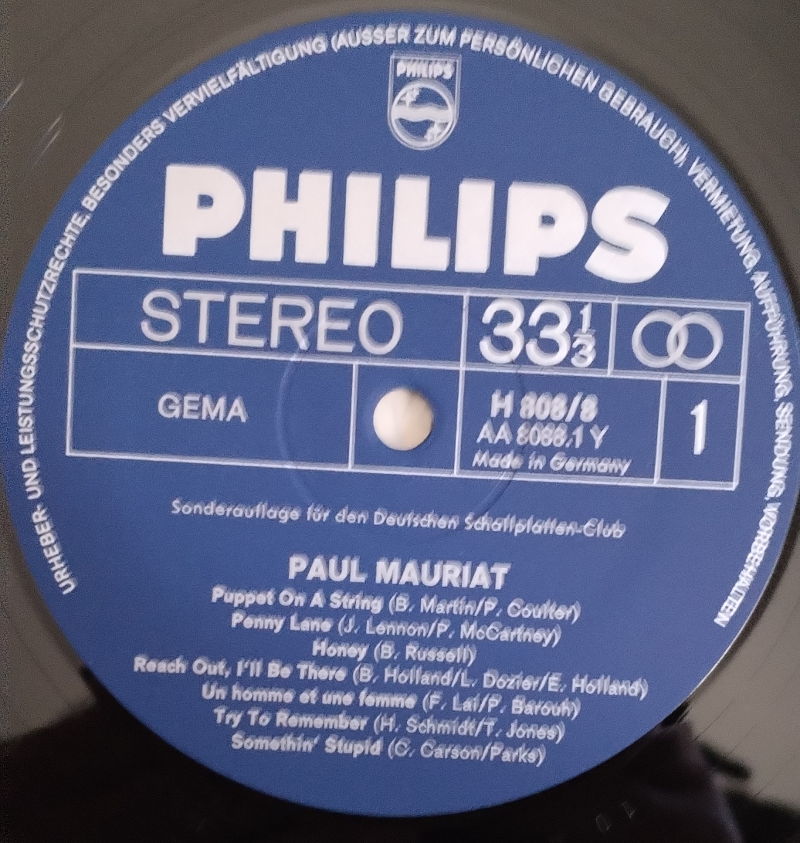 URHEBER- UND LEISTUNGSSCHUTZRECHTE, BESONDERS VERVIELFÄLTIGUNG (AUSSER ZUM PERSÖNLICHEN GEBRAUCH), VERMIETUNG, AUFFÜHRUNG, SENDUNG, VORBEHALTEN
PHILIPS
PHILIPS
STEREO 33 1/3
GEMA H 808/8 1
AA 8088.1 Y
Made in Germany
Sonderauflage für den Deutschen Schallplatten-Club
PAUL MAURIAT
Puppet On A String (B. Martin/P. Coulter)
Penny Lane (J. Lennon/P. McCartney)
Honey (B. Russell)
Reach Out, I'll Be There (B. Holland/L. Dozier/E. Holland)
Un homme et une femme (F. Lai/P. Barouh)
Try To Remember (H. Schmidt/T. Jones)
Somethin' Stupid (C. Carson/Parks)